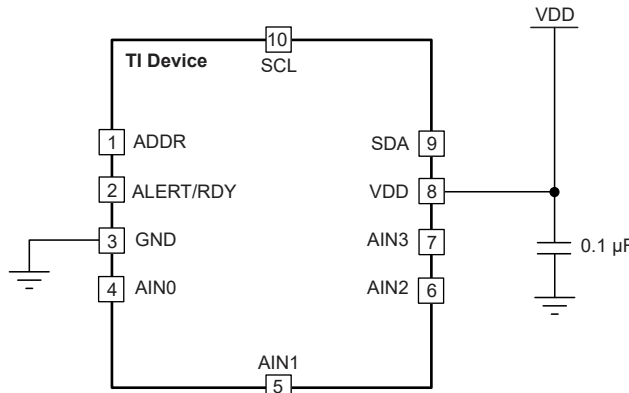 VDD
10
TI Device
SCL
1 ADDR
SDA 9
2 ALERT/RDY
VDD 8
3 GND
AIN3 7
0.1 µF
4 AIN0
AIN2 6
AIN1
5